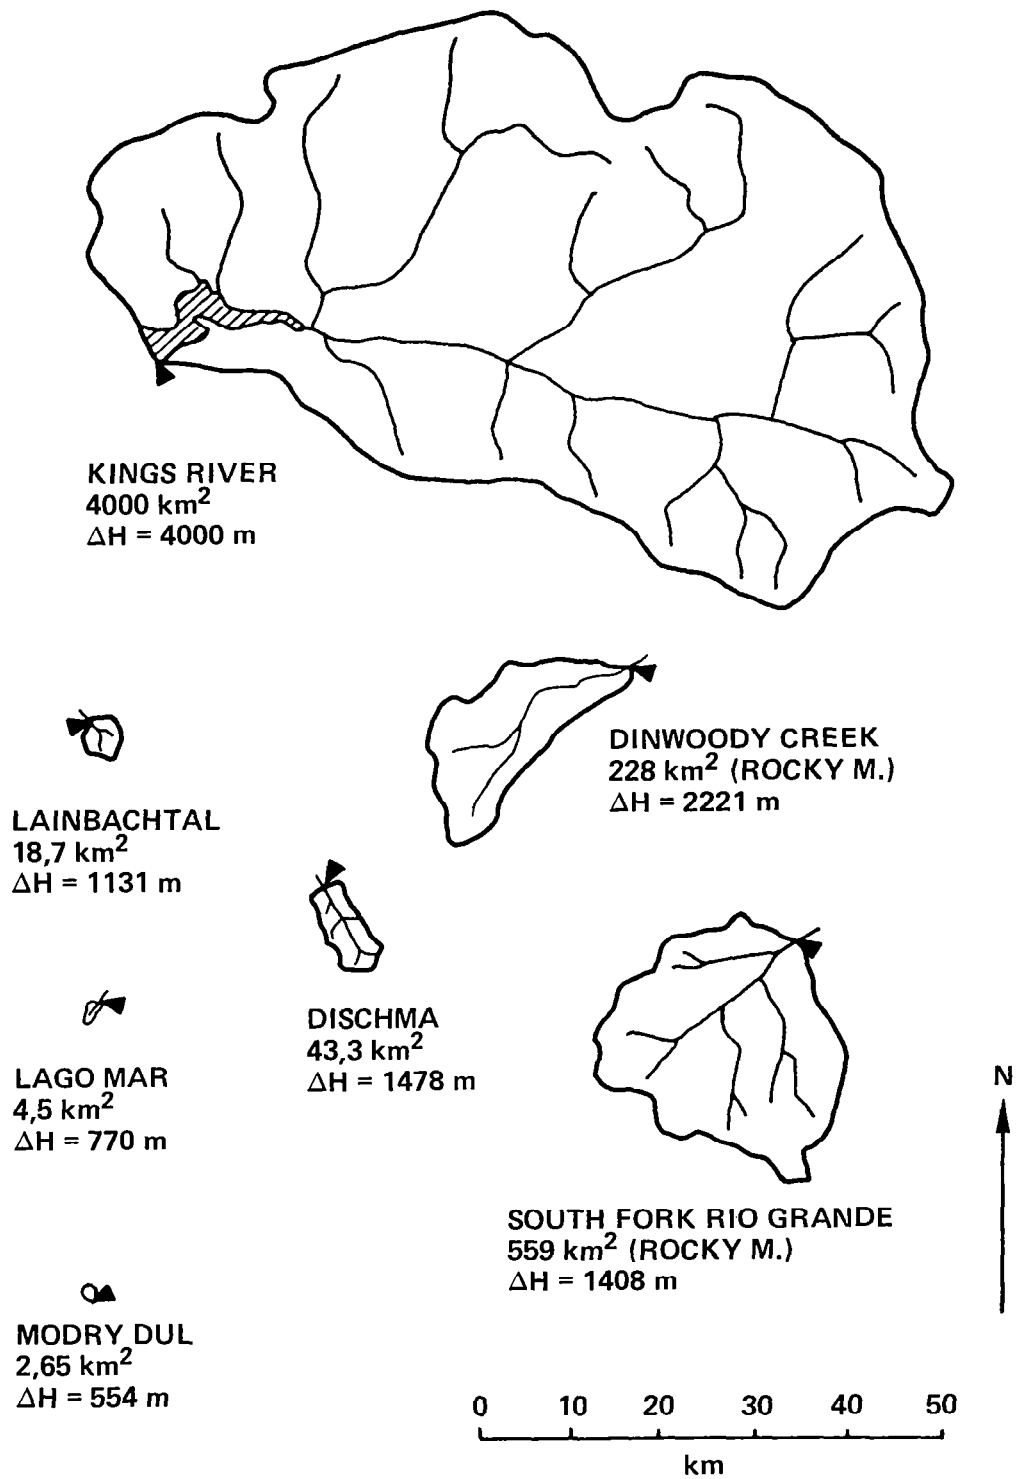 KINGS RIVER
4000 km²
ΔH = 4000 m
DINWOODY CREEK
228 km² (ROCKY M.)
ΔH = 2221 m
LAINBACHTAL
18,7 km²
ΔH = 1131 m
DISCHMA
43,3 km²
ΔH = 1478 m
LAGO MAR
4,5 km²
ΔH = 770 m
N
SOUTH FORK RIO GRANDE
559 km² (ROCKY M.)
ΔH = 1408 m
MODRY DUL
2,65 km²
ΔH = 554 m
0 10 20 30 40 50
km